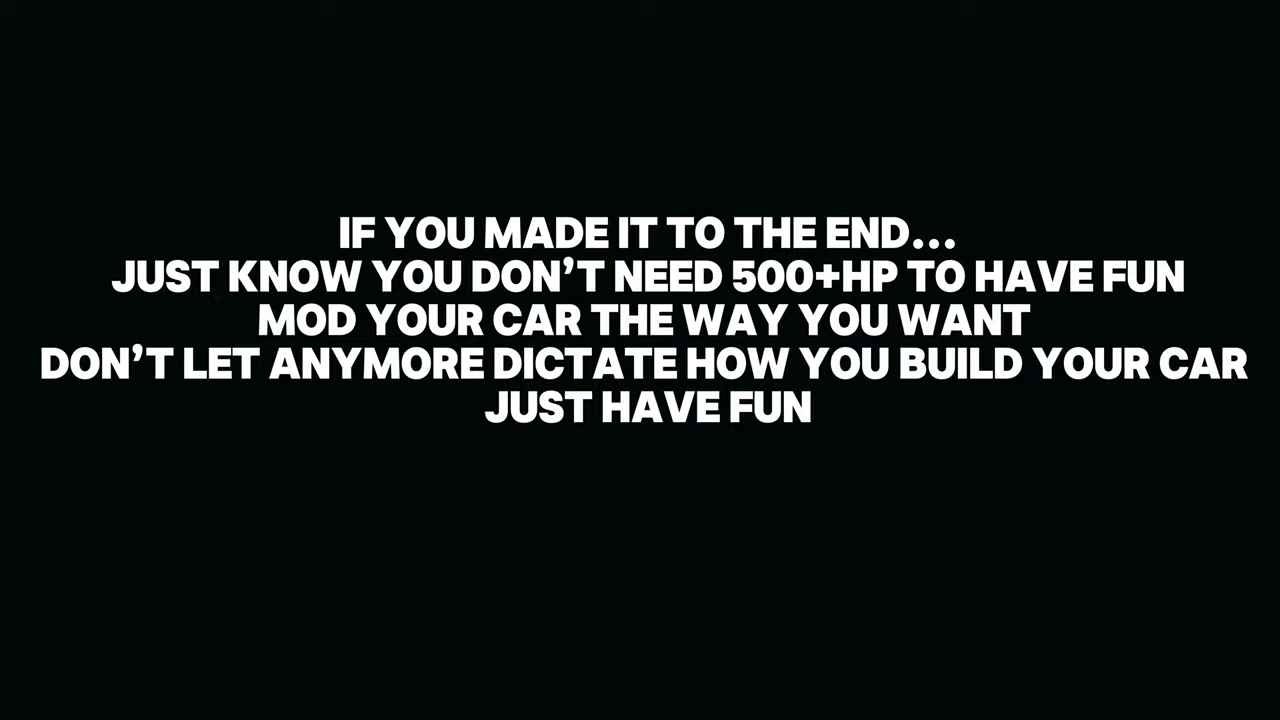 IF YOU MADE IT TO THE END...
JUST KNOW YOU DON’T NEED 500+HP TO HAVE FUN
MOD YOUR CAR THE WAY YOU WANT
DON’T LET ANYMORE DICTATE HOW YOU BUILD YOUR CAR
JUST HAVE FUN